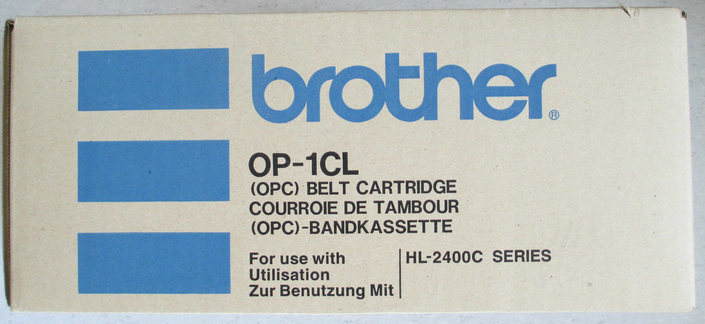 brother®
OP-1CL
(OPC) BELT CARTRIDGE
COURROIE DE TAMBOUR
(OPC)-BANDKASSETTE
For use with
Utilisation
Zur Benutzung Mit
HL-2400C SERIES